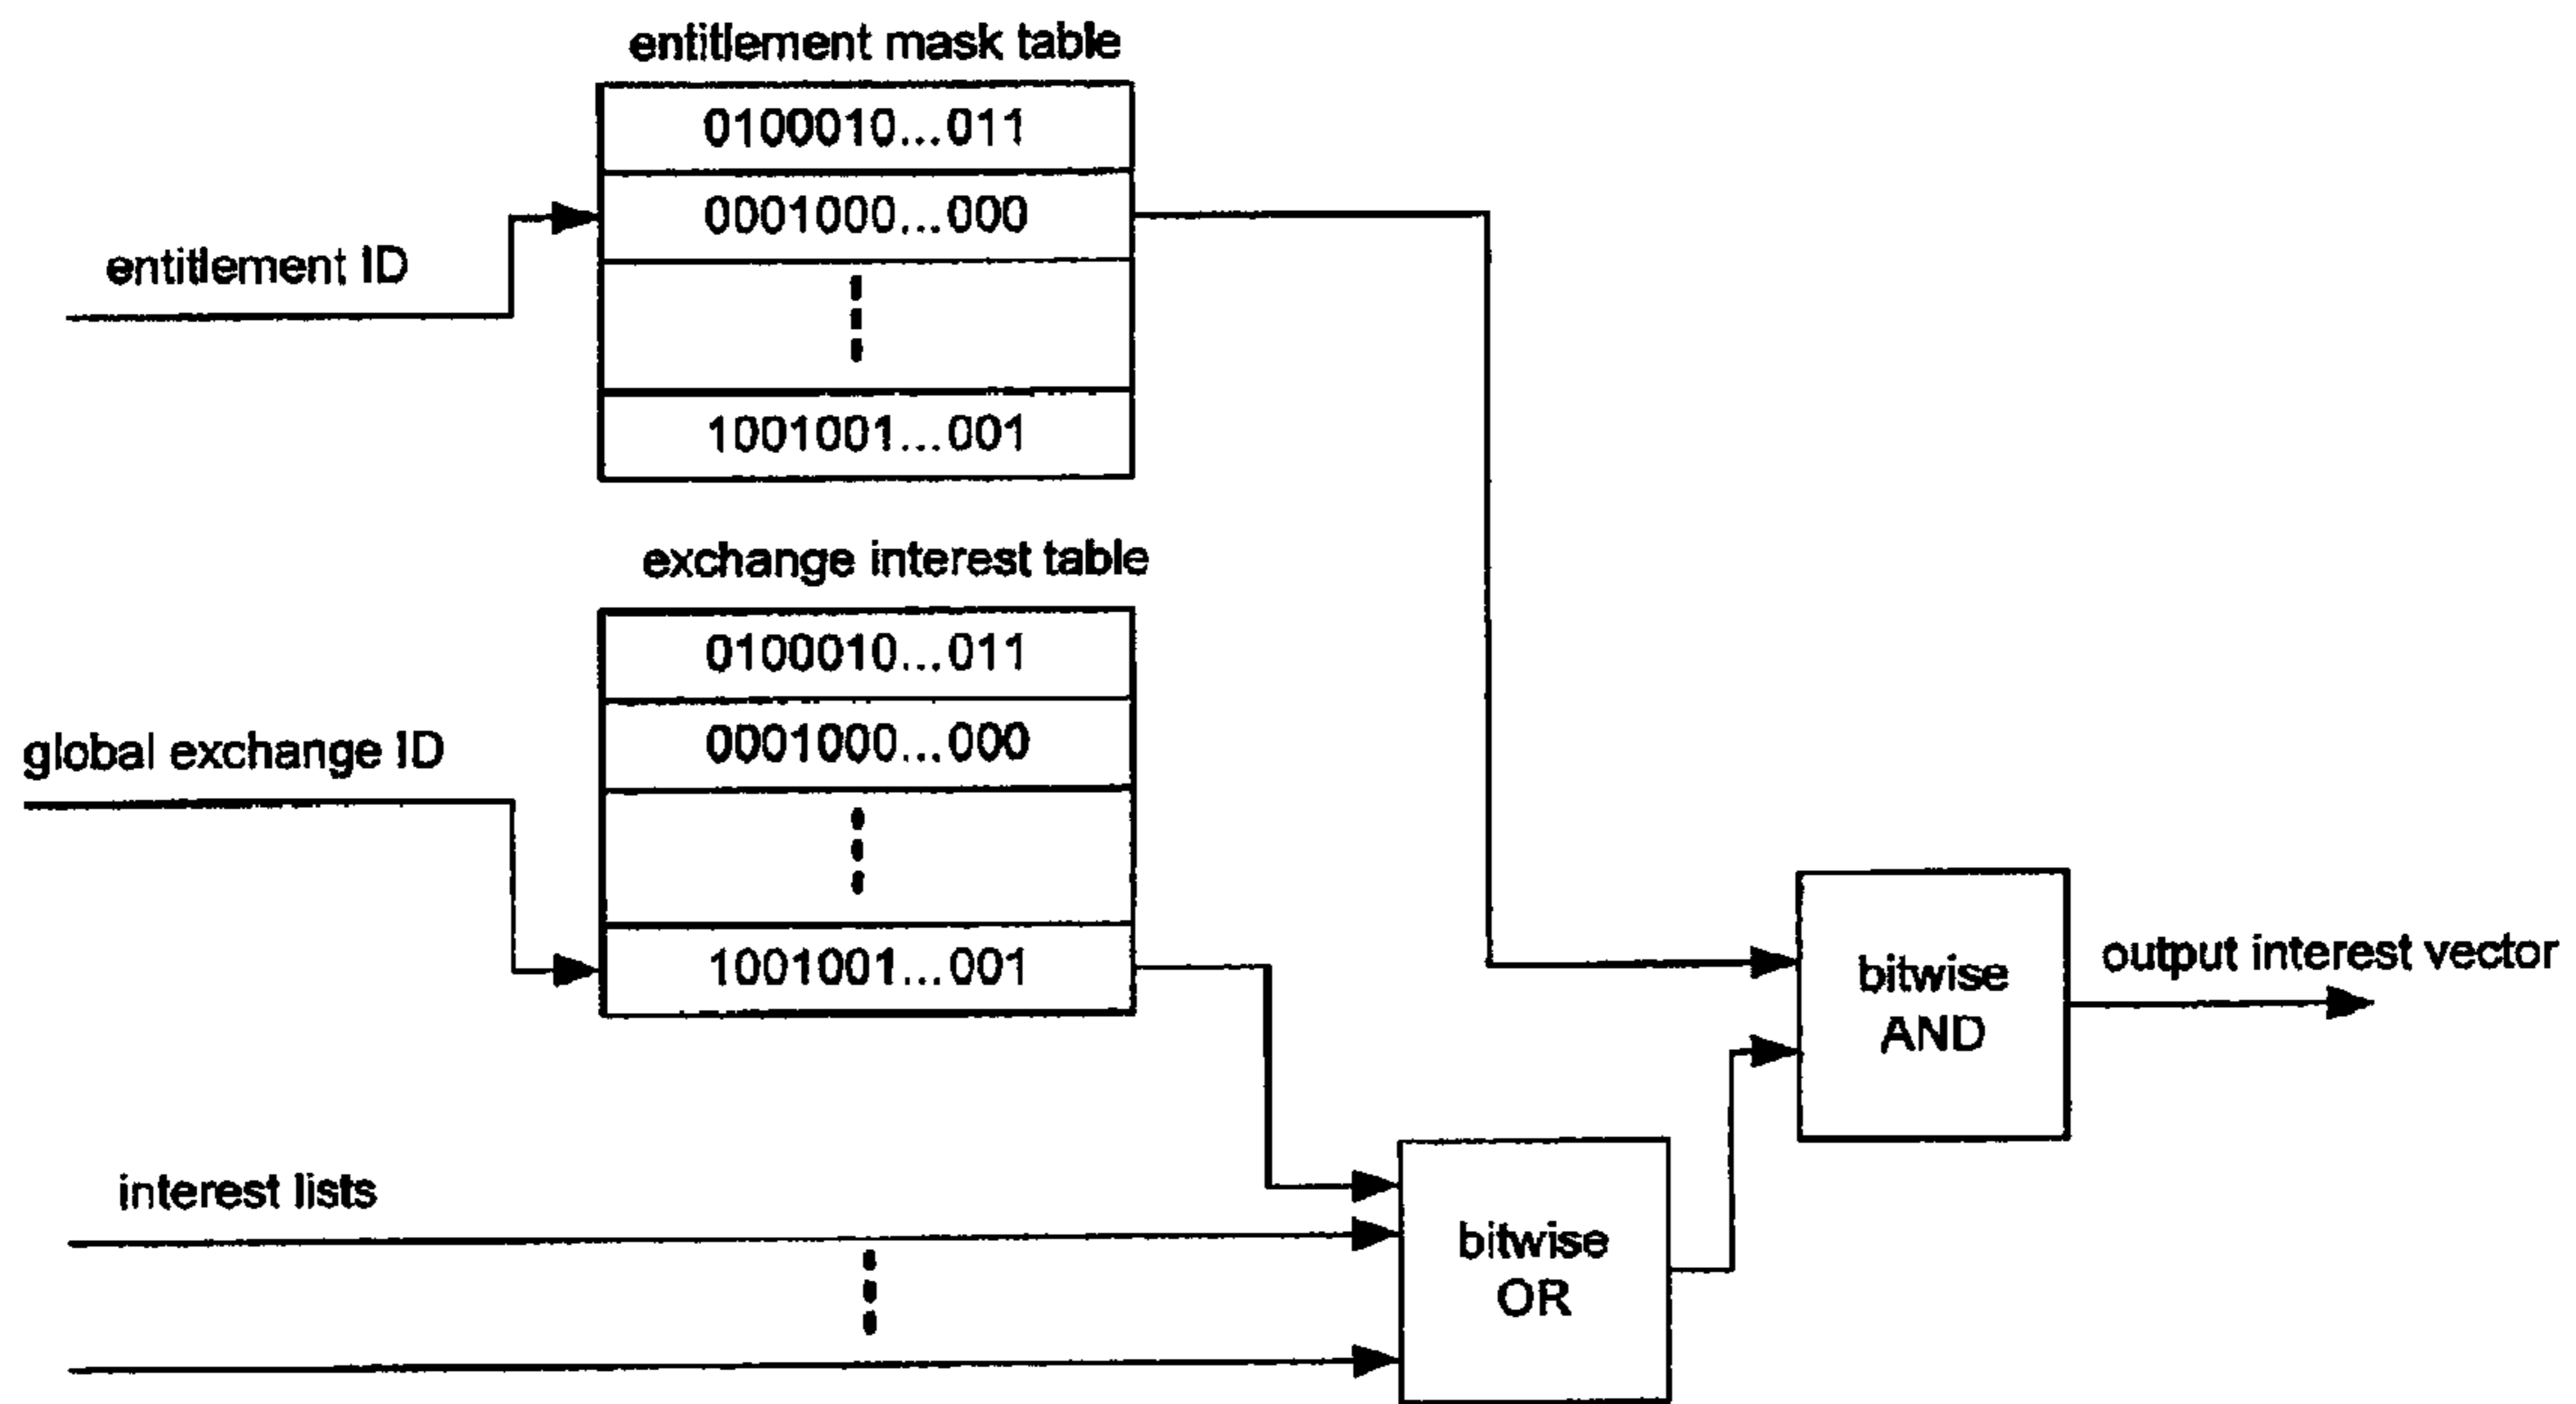 entitlement mask table
0100010...011
0001000...000
entitlement ID
1001001...001
exchange interest table
0100010...011
global exchange ID
0001000...000
1001001...001
bitwise
AND
output interest vector
interest lists
bitwise
OR